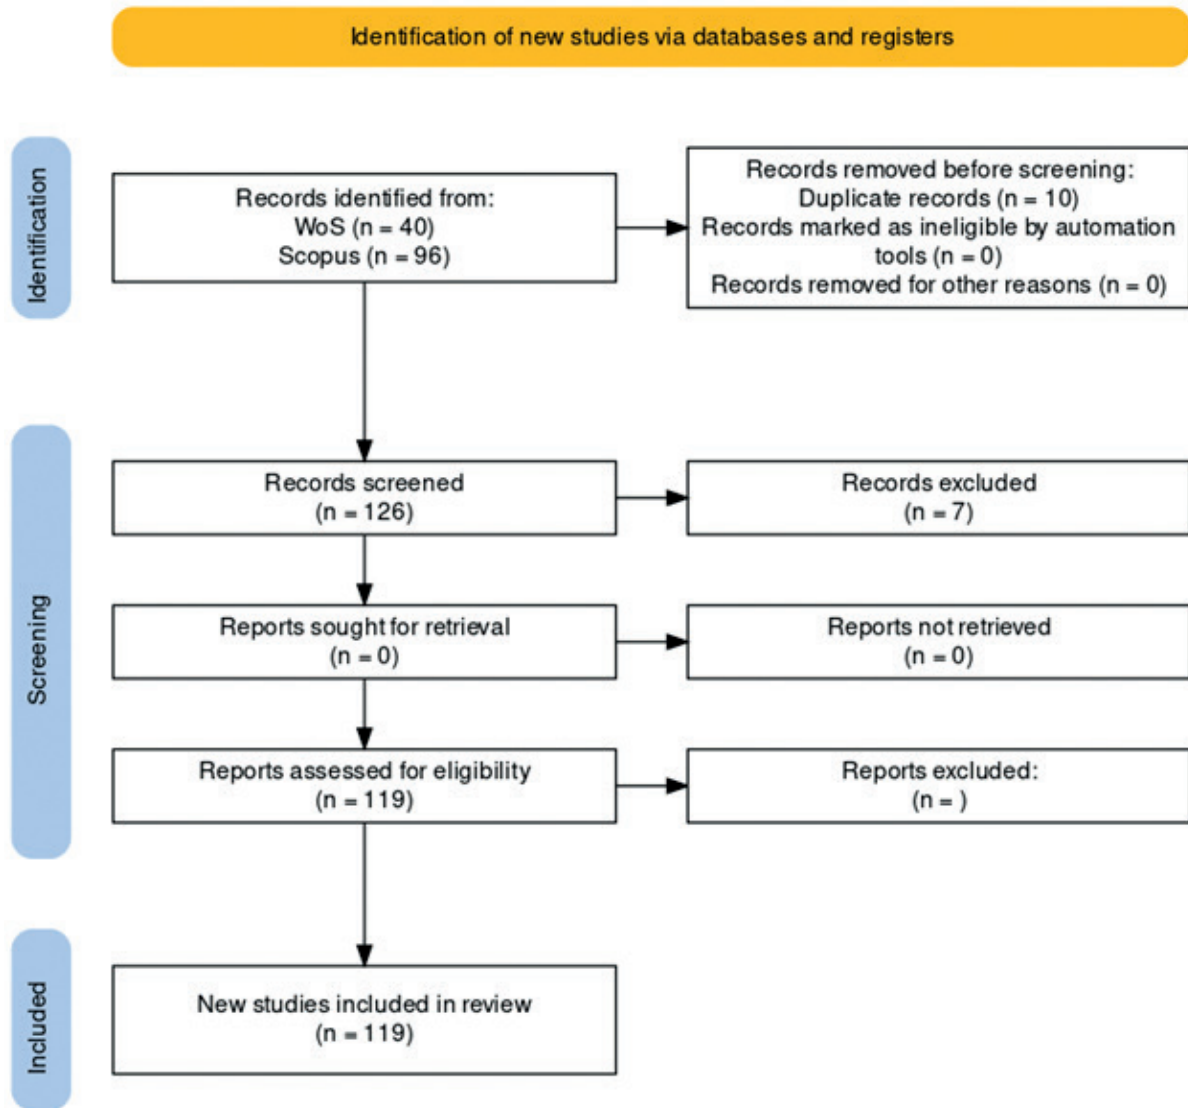 Identification of new studies via databases and registers
Identification
Records identified from:
WoS (n = 40)
Scopus (n = 96)
Records removed before screening:
Duplicate records (n = 10)
Records marked as ineligible by automation
tools (n = 0)
Records removed for other reasons (n = 0)
Screening
Records screened
(n = 126)
Records excluded
(n = 7)
Reports sought for retrieval
(n = 0)
Reports not retrieved
(n = 0)
Reports assessed for eligibility
(n = 119)
Reports excluded:
(n = )
Included
New studies included in review
(n = 119)